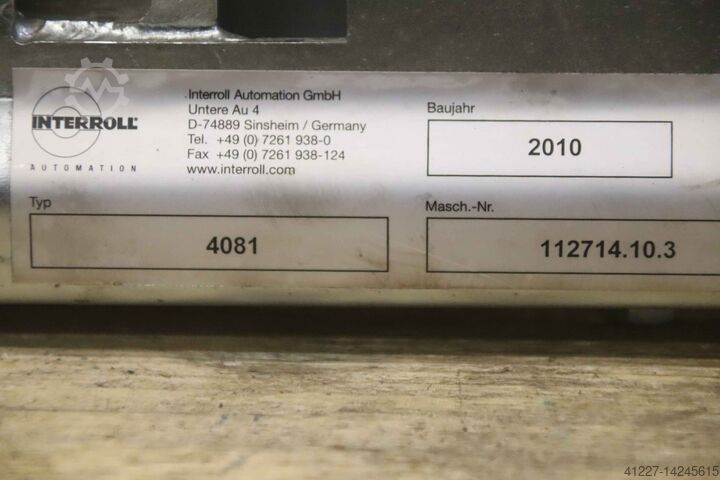 INTERROLL
AUTOMATION
Interroll Automation GmbH
Untere Au 4
D-74889 Sinsheim / Germany
Tel. +49 (0) 7261 938-0
Fax +49 (0) 7261 938-124
www.interroll.com
Baujahr
2010
Typ
4081
Masch.-Nr.
112714.10.3
41227-14245615